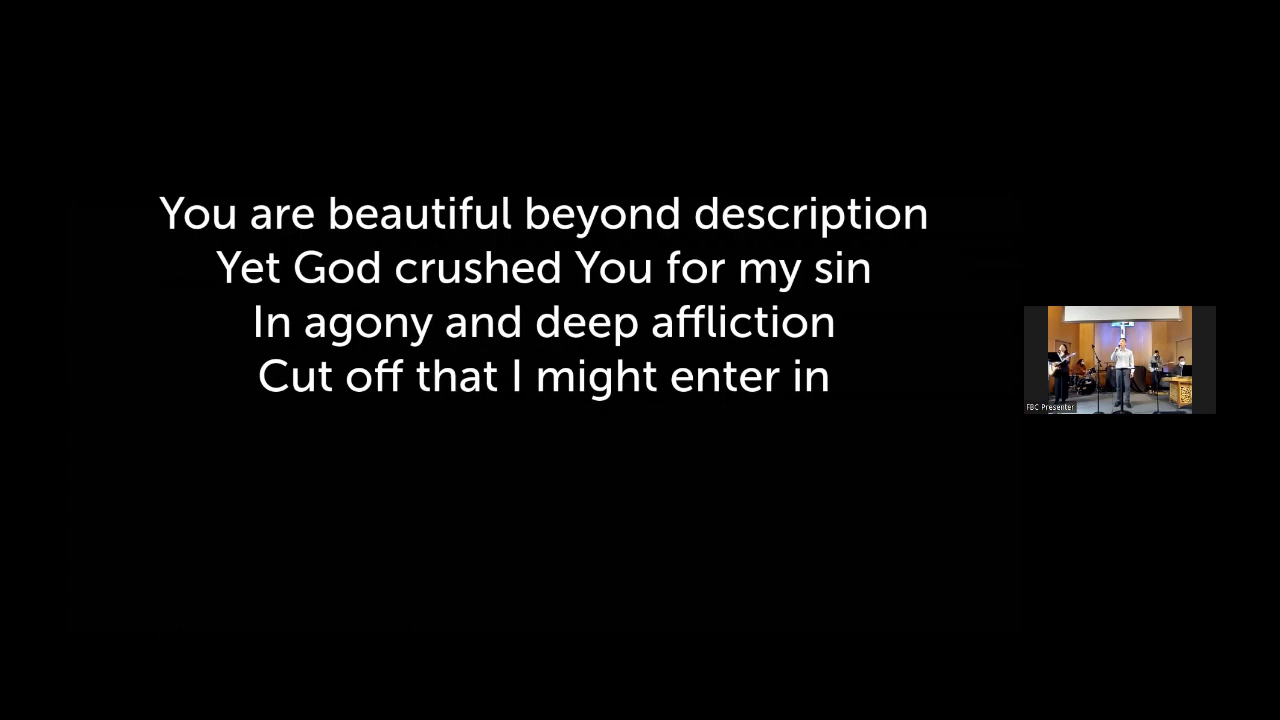 You are beautiful beyond description
Yet God crushed You for my sin
In agony and deep affliction
Cut off that I might enter in
FBC Presenter